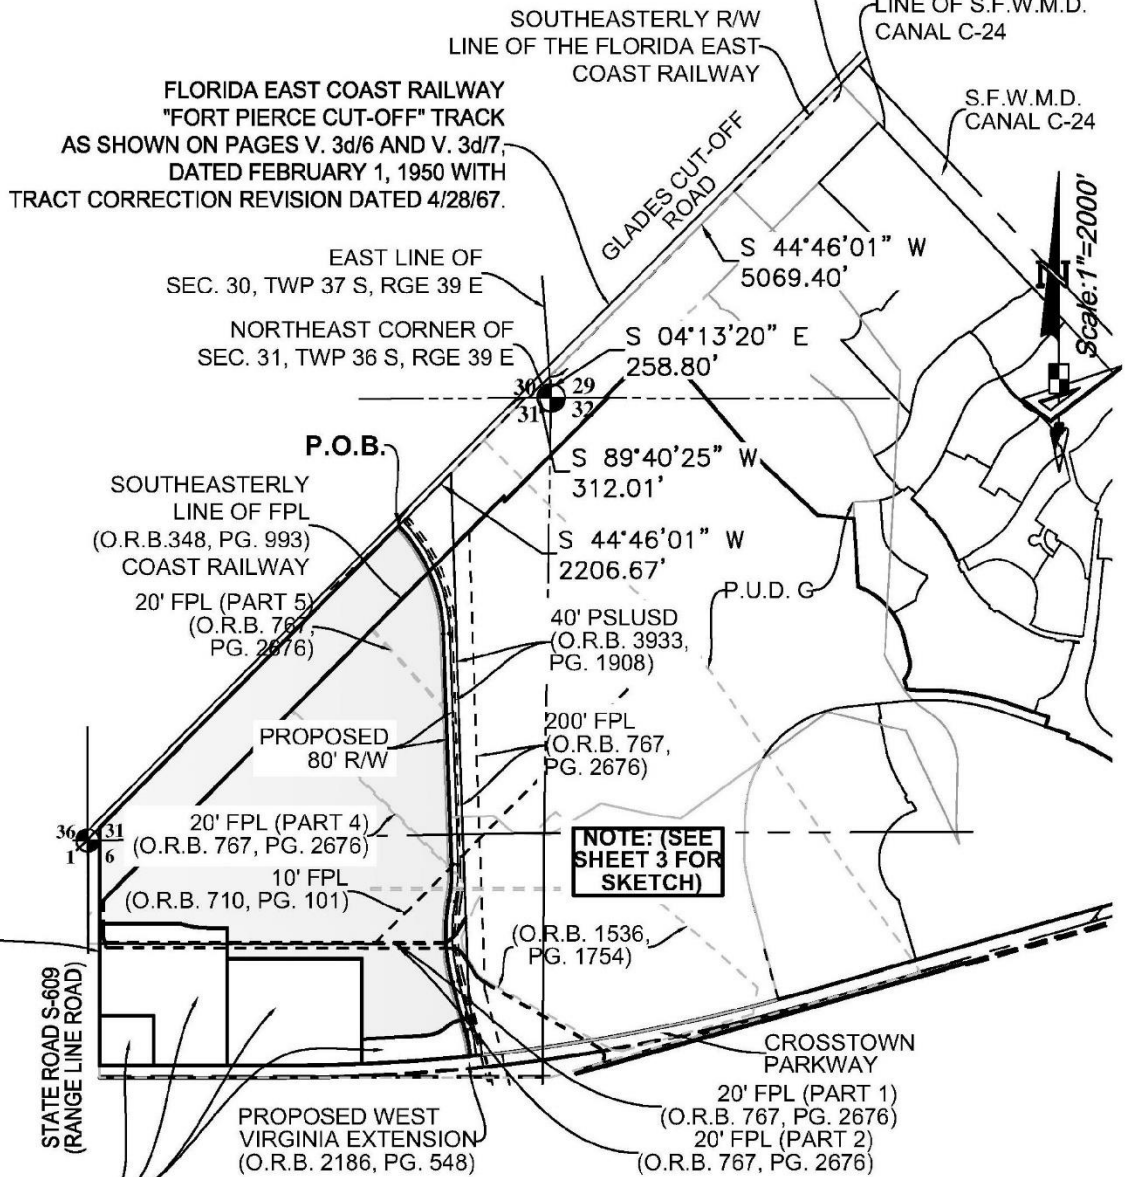 LINE OF S.F.W.M.D.
CANAL C-24
SOUTHEASTERLY R/W
LINE OF THE FLORIDA EAST
COAST RAILWAY
FLORIDA EAST COAST RAILWAY
"FORT PIERCE CUT-OFF" TRACK
AS SHOWN ON PAGES V. 3d/6 AND V. 3d/7,
DATED FEBRUARY 1, 1950 WITH
TRACT CORRECTION REVISION DATED 4/28/67.
S.F.W.M.D.
CANAL C-24
GLADES CUT-OFF
ROAD
N
Scale:1"=2000'
S 44°46'01" W
5069.40'
EAST LINE OF
SEC. 30, TWP 37 S, RGE 39 E
NORTHEAST CORNER OF
SEC. 31, TWP 36 S, RGE 39 E
S 04°13'20" E
258.80'
30 29
31 32
P.O.B.
S 89°40'25" W
312.01'
SOUTHEASTERLY
LINE OF FPL
(O.R.B.348, PG. 993)
COAST RAILWAY
S 44°46'01" W
2206.67'
20' FPL (PART 5)
(O.R.B. 767,
PG. 2676)
P.U.D. G
40' PSLUSD
(O.R.B. 3933,
PG. 1908)
PROPOSED
80' R/W
200' FPL
(O.R.B. 767,
PG. 2676)
36 31
1 6
20' FPL (PART 4)
(O.R.B. 767, PG. 2676)
NOTE: (SEE
SHEET 3 FOR
SKETCH)
10' FPL
(O.R.B. 710, PG. 101)
(O.R.B. 1536,
PG. 1754)
STATE ROAD S-609
(RANGE LINE ROAD)
CROSSTOWN
PARKWAY
20' FPL (PART 1)
(O.R.B. 767, PG. 2676)
20' FPL (PART 2)
(O.R.B. 767, PG. 2676)
PROPOSED WEST
VIRGINIA EXTENSION
(O.R.B. 2186, PG. 548)